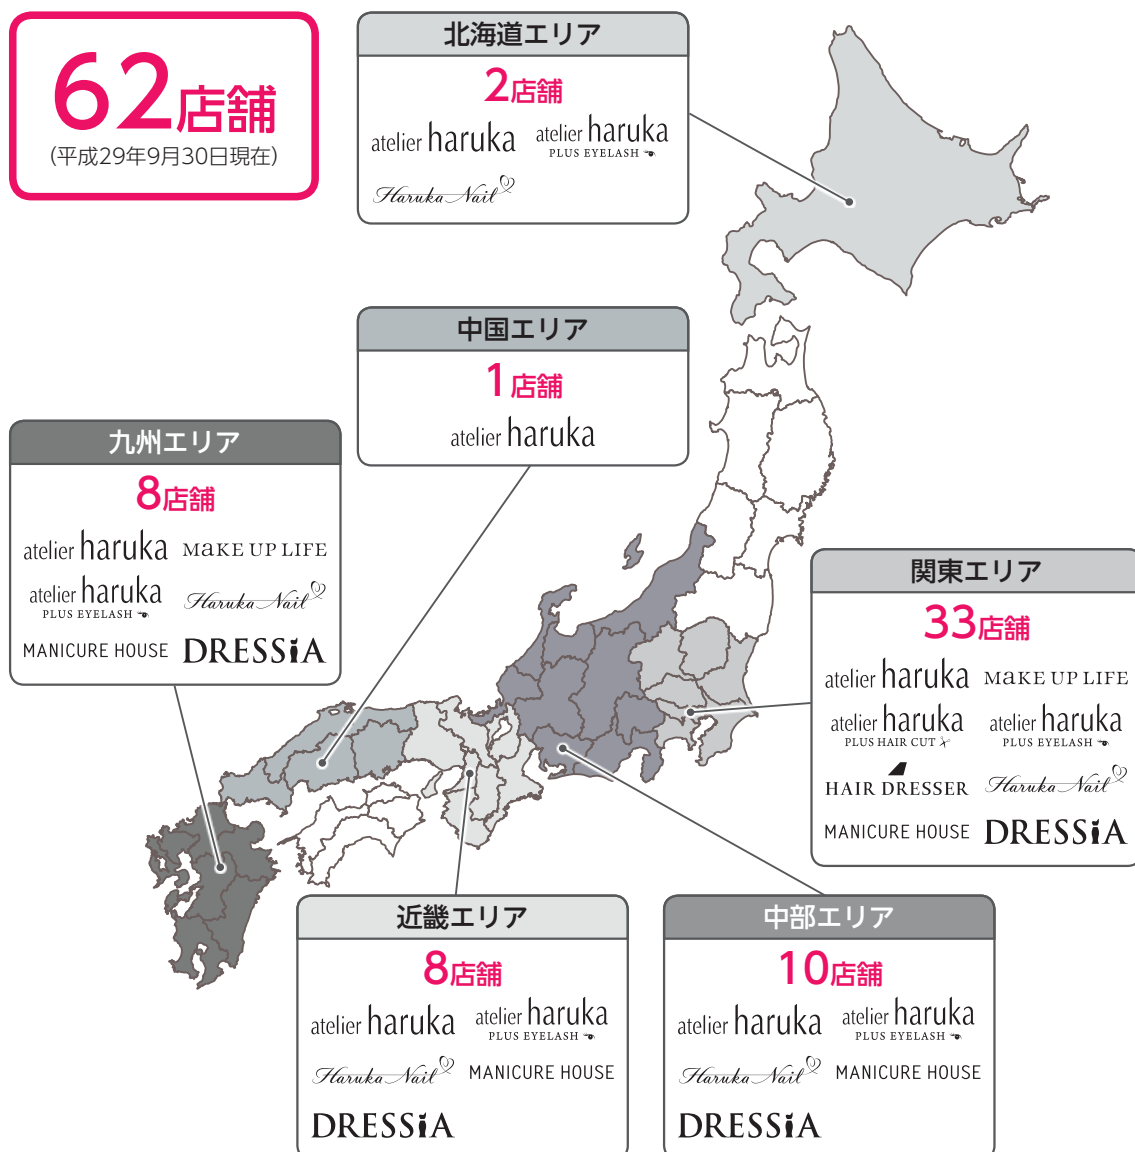 62店舗
(平成29年9月30日現在)
北海道エリア
2店舗
atelier haruka
atelier haruka
PLUS EYELASH
Haruka Nail
中国エリア
1店舗
atelier haruka
九州エリア
8店舗
atelier haruka
MaKE UP LIFE
atelier haruka
PLUS EYELASH
Haruka Nail
MANICURE HOUSE
DRESSiA
関東エリア
33店舗
atelier haruka
MaKE UP LIFE
atelier haruka
PLUS HAIR CUT
atelier haruka
PLUS EYELASH
HAIR DRESSER
Haruka Nail
MANICURE HOUSE
DRESSiA
近畿エリア
8店舗
atelier haruka
atelier haruka
PLUS EYELASH
Haruka Nail
MANICURE HOUSE
DRESSiA
中部エリア
10店舗
atelier haruka
atelier haruka
PLUS EYELASH
Haruka Nail
MANICURE HOUSE
DRESSiA